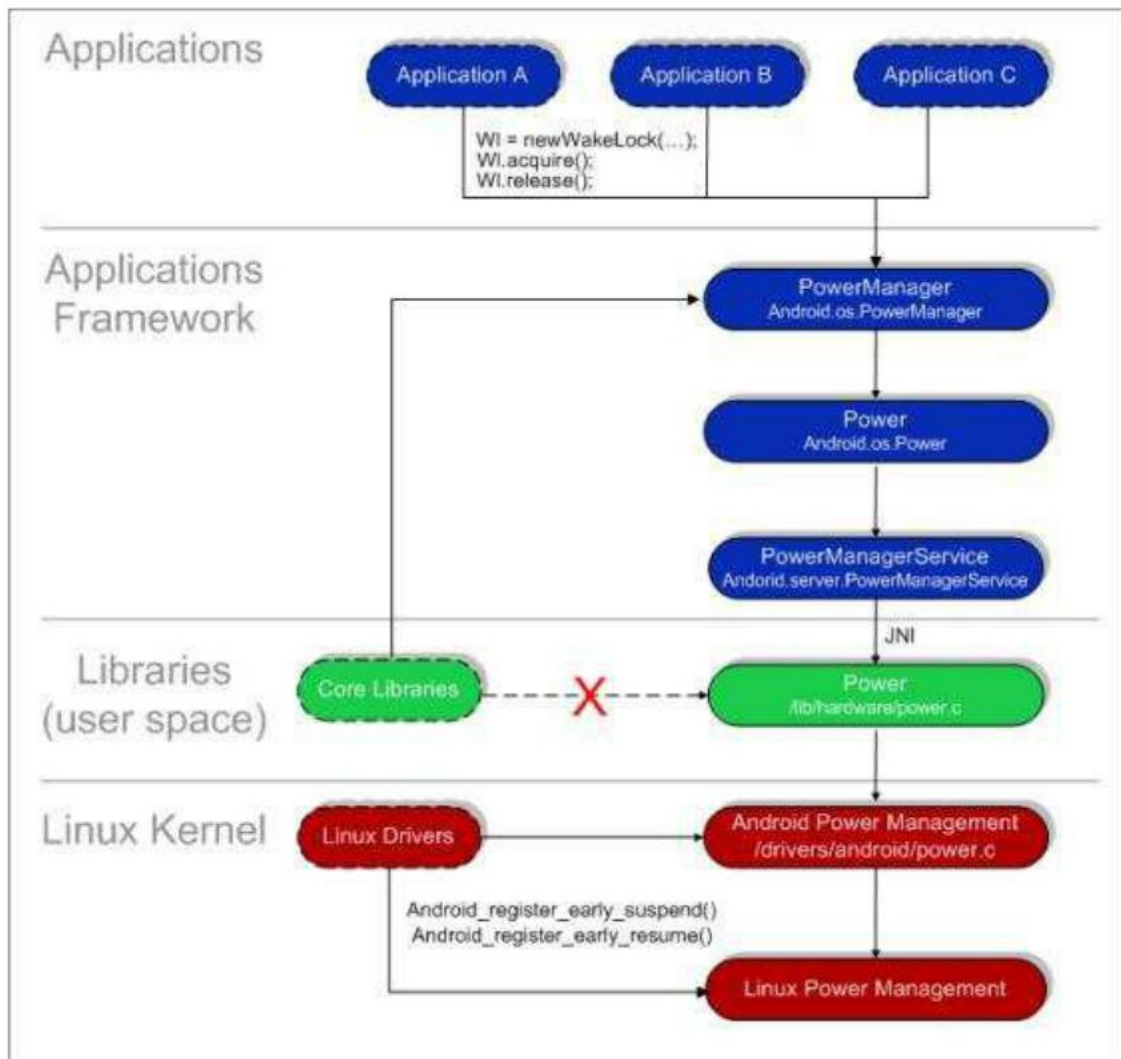 Applications
Application A
Application B
Application C
Wl = newWakeLock(...);
Wl.acquire();
Wl.release();
Applications
Framework
PowerManager
Android.os.PowerManager
Power
Android.os.Power
PowerManagerService
Andorid.server.PowerManagerService
JNI
Libraries
(user space)
Core Libraries
X
Power
/lib/hardware/power.c
Linux Kernel
Linux Drivers
Android Power Management
/drivers/android/power.c
Android_register_early_suspend()
Android_register_early_resume()
Linux Power Management